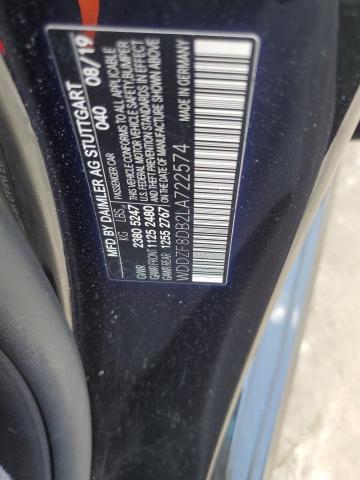 MFD BY DAIMLER AG STUTTGART
040 08/19
PASSENGER CAR
VEHICLE CONFORMS TO ALL APPLICABLE
U.S. FEDERAL MOTOR VEHICLE SAFETY, BUMPER
AND THEFT PREVENTION STANDARDS IN EFFECT
ON THE DATE OF MANUFACTURE SHOWN ABOVE
KG LBS
GVWR 2380 5247
GAWR FRONT 1125 2480
GAWR REAR 1255 2767
MADE IN GERMANY
WDDZF8DB2LA722574